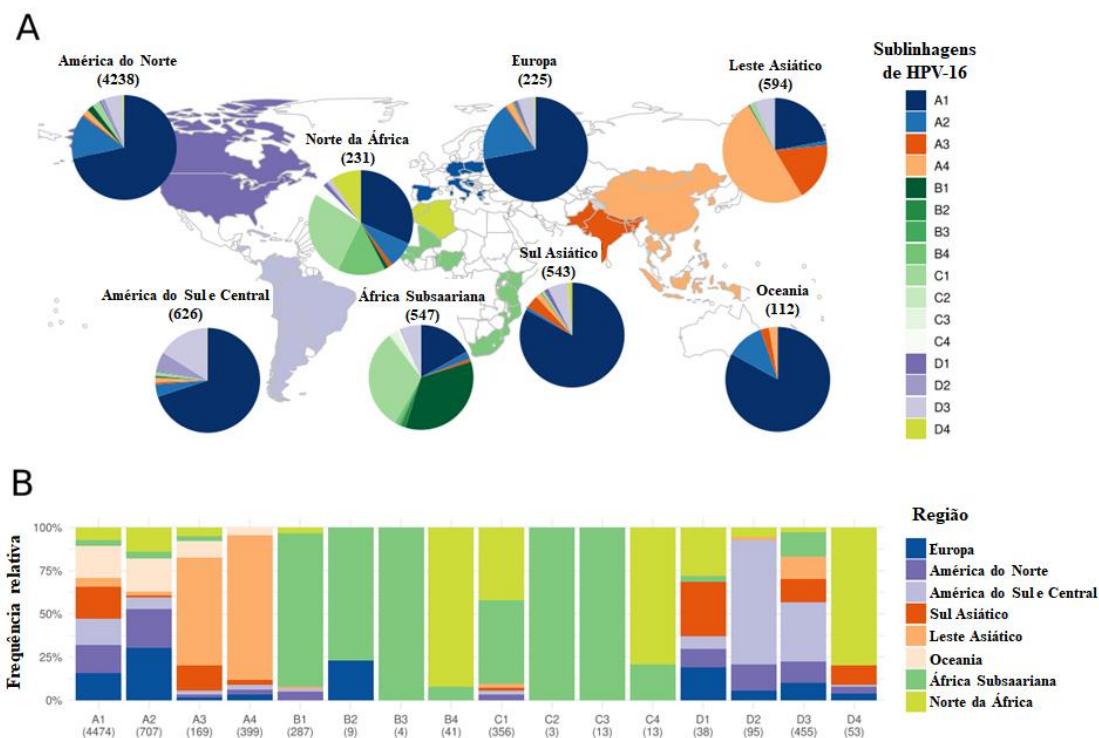 A
América do Norte
(4238)
Europa
(225)
Leste Asiático
(594)
Norte da África
(231)
América do Sul e Central
(626)
África Subsaariana
(547)
Sul Asiático
(543)
Oceania
(112)
Sublinhagens
de HPV-16
A1
A2
A3
A4
B1
B2
B3
B4
C1
C2
C3
C4
D1
D2
D3
D4
B
Frequência relativa
100%
75%
50%
25%
0%
A1 A2 A3 A4 B1 B2 B3 B4 C1 C2 C3 C4 D1 D2 D3 D4
(4474) (707) (169) (399) (287) (9) (4) (41) (356) (3) (13) (13) (38) (95) (455) (53)
Região
Europa
América do Norte
América do Sul e Central
Sul Asiático
Leste Asiático
Oceania
África Subsaariana
Norte da África